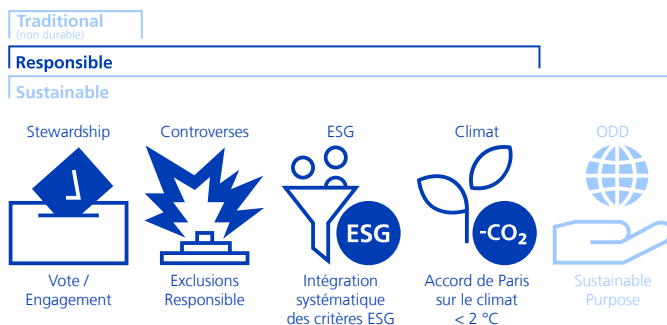 Traditional
(non durable)
Responsible
Sustainable
Stewardship
Controverses
ESG
Climat
ODD
ESG
-CO₂
Vote /
Engagement
Exclusions
Responsible
Intégration
systématique
des critères ESG
Accord de Paris
sur le climat
< 2 °C
Sustainable
Purpose